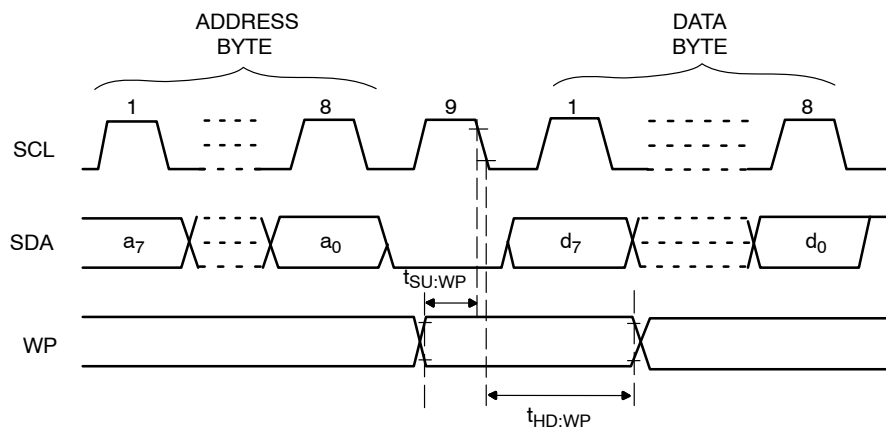 ADDRESS
BYTE
DATA
BYTE
1
8
9
1
8
SCL
SDA
a7
a0
d7
d0
tSU:WP
WP
tHD:WP